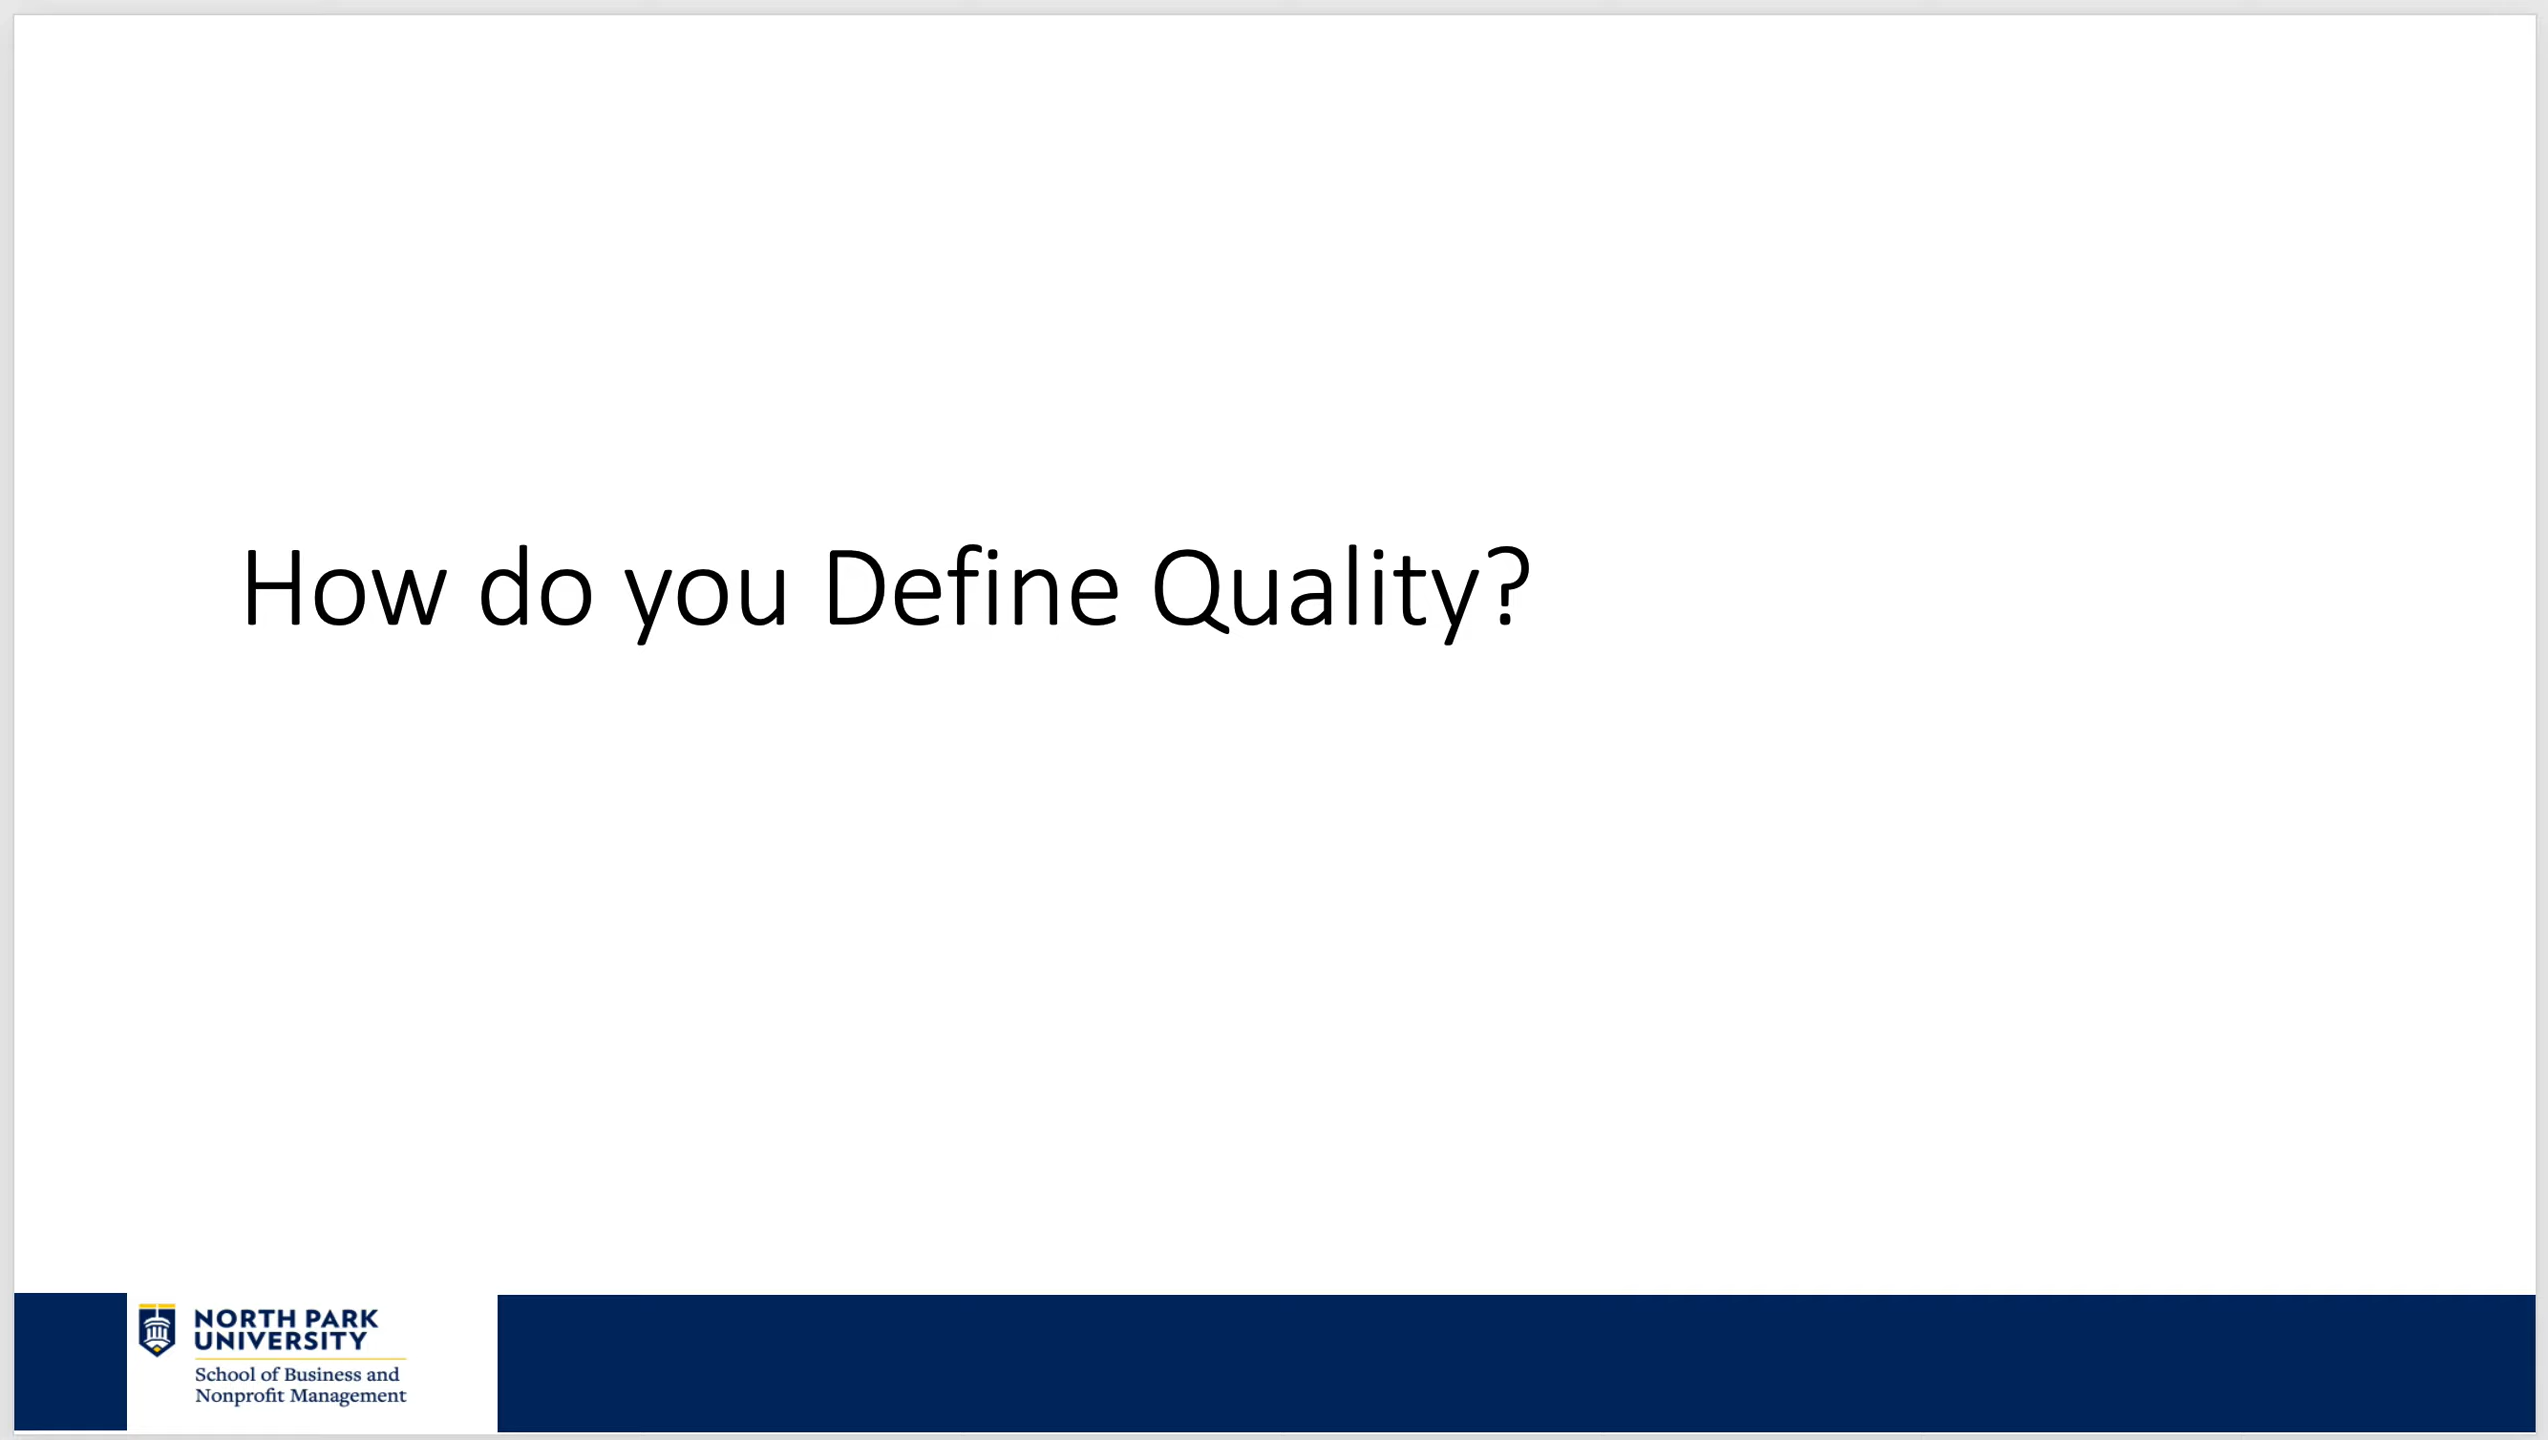 How do you Define Quality?
NORTH PARK
UNIVERSITY
School of Business and
Nonprofit Management